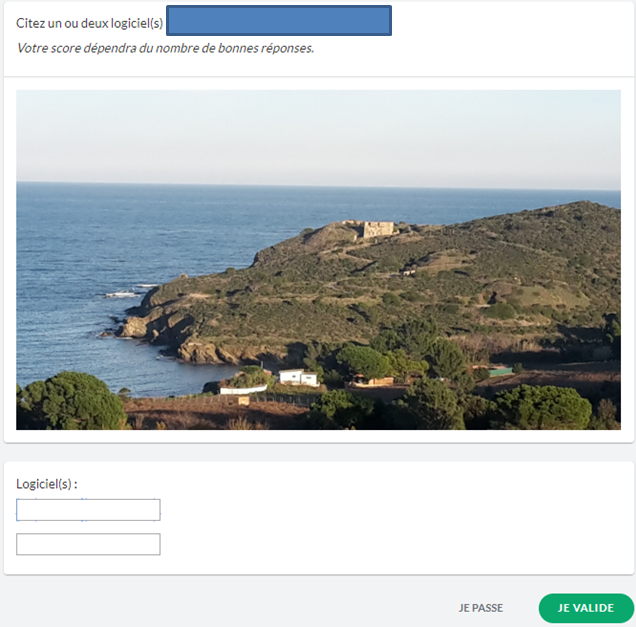 Citez un ou deux logiciel(s)
Votre score dépendra du nombre de bonnes réponses.
Logiciel(s) :
JE PASSE
JE VALIDE